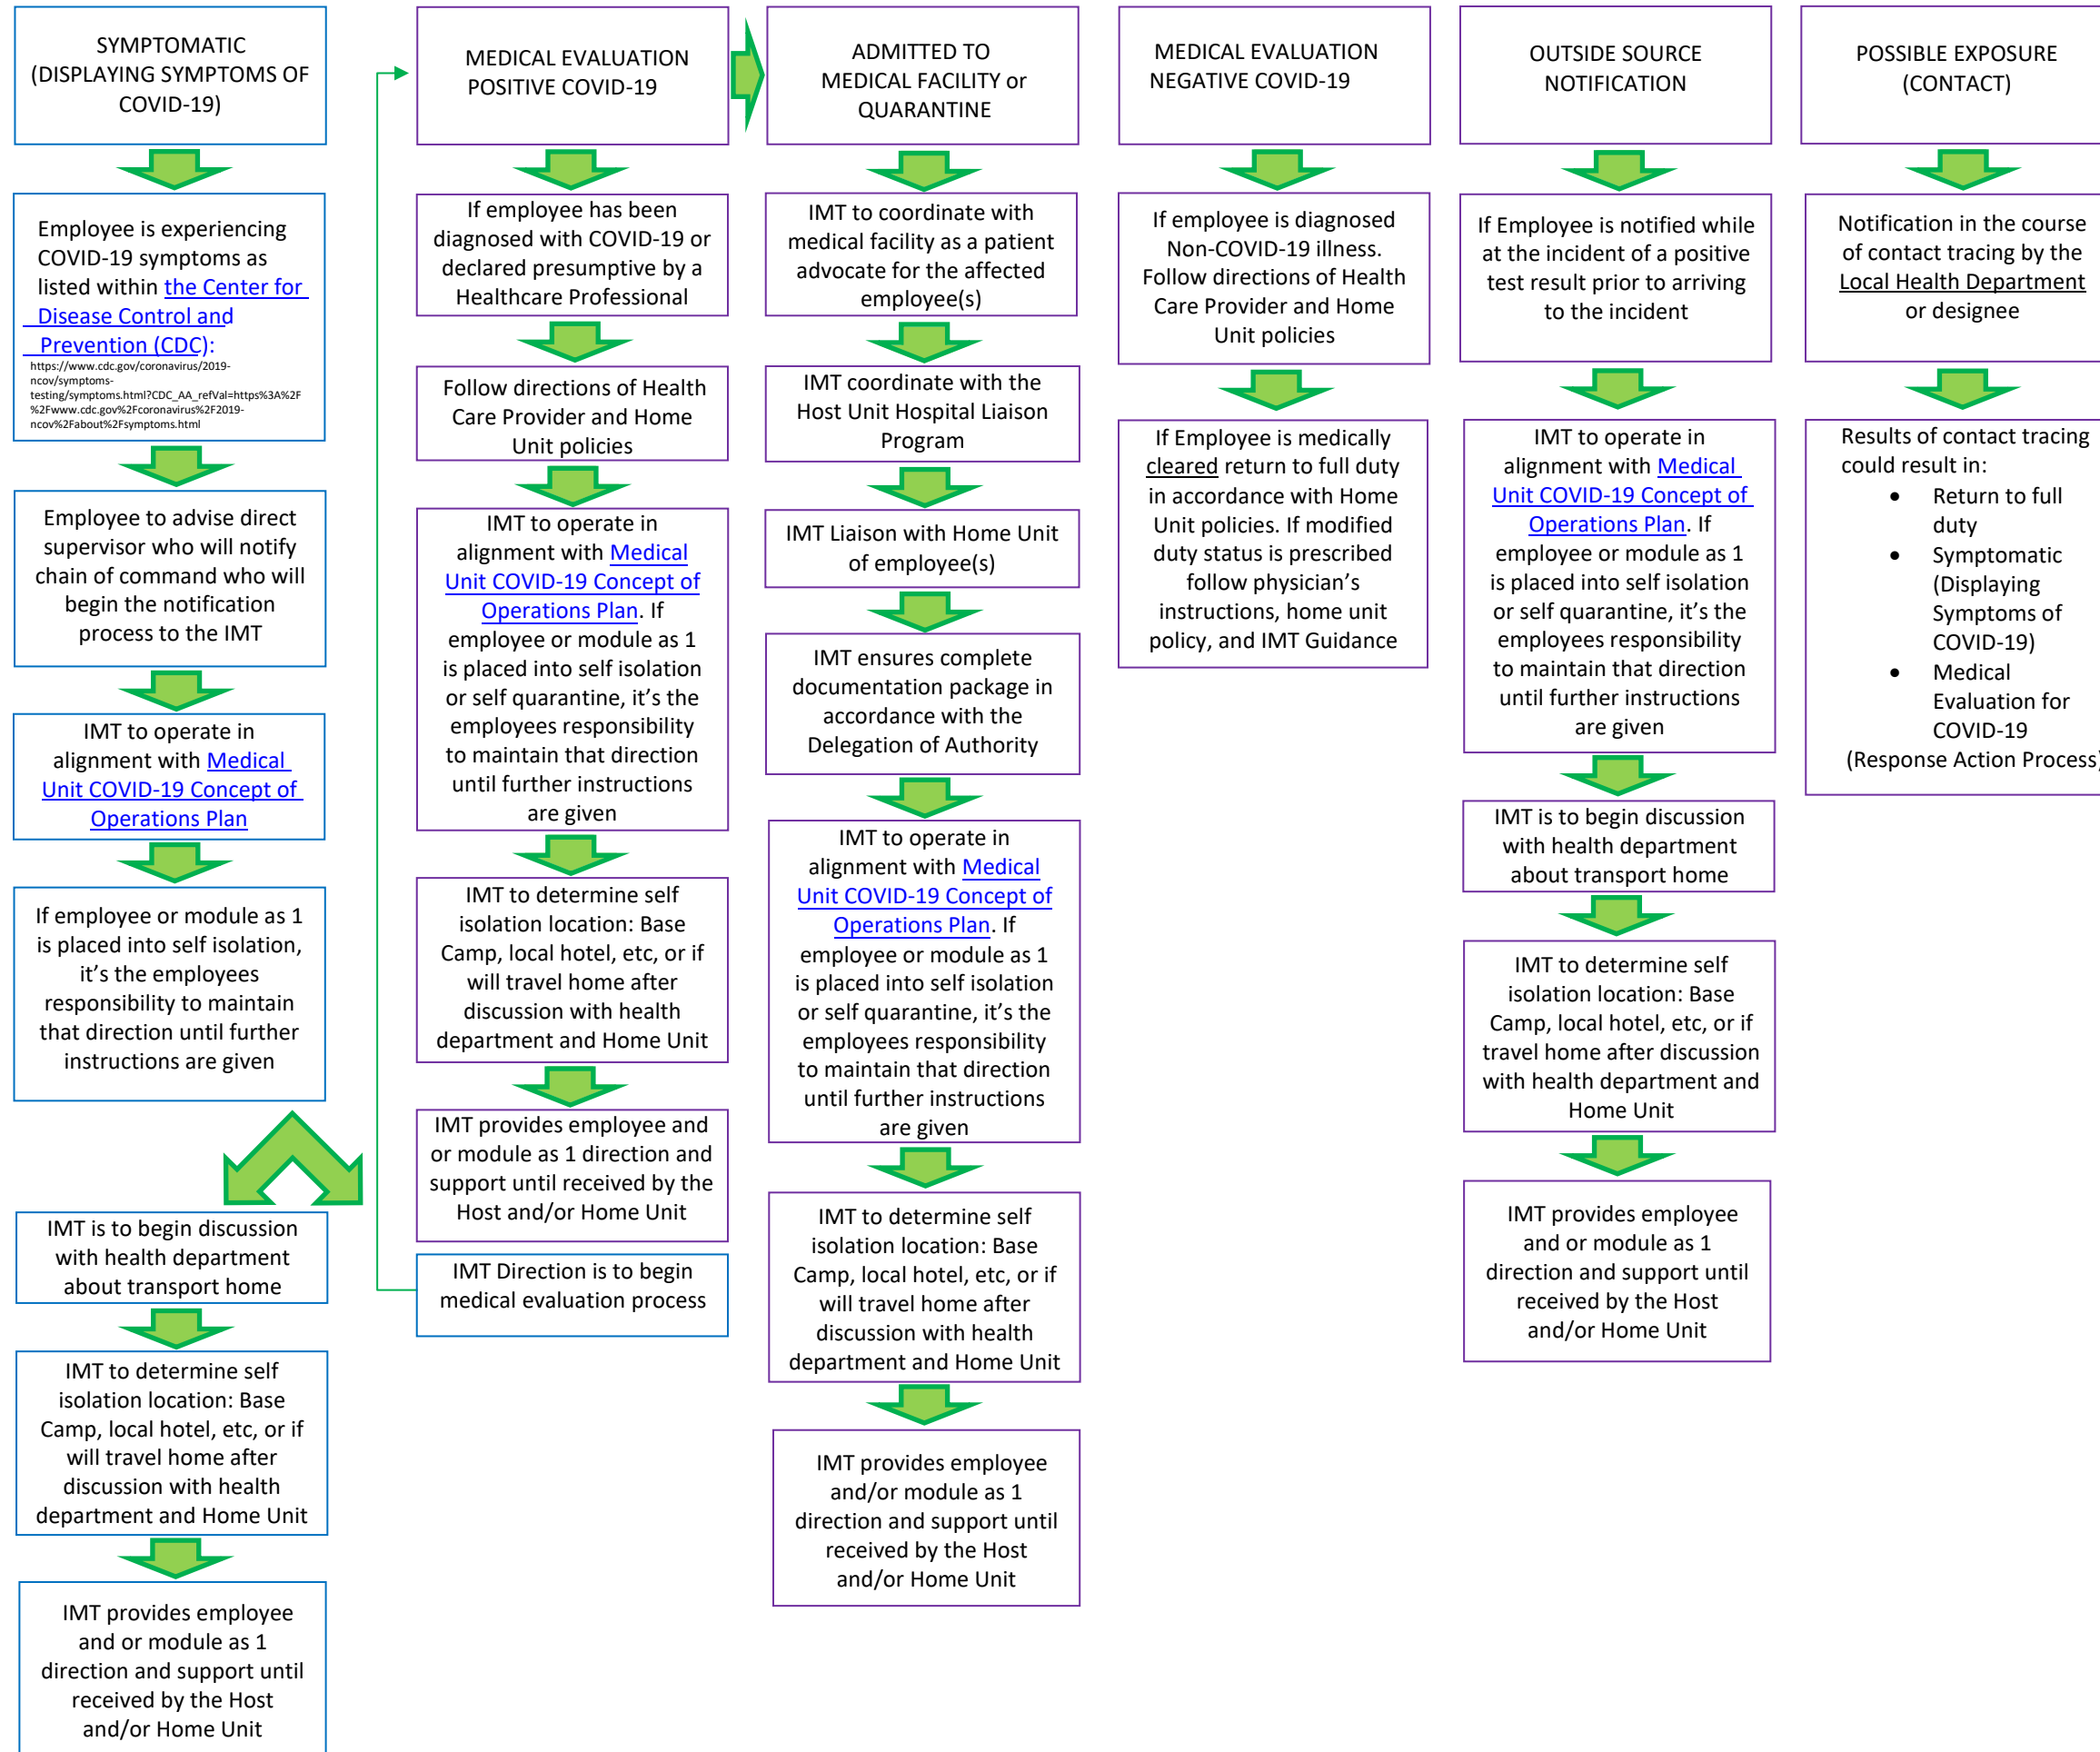 SYMPTOMATIC
(DISPLAYING SYMPTOMS OF
COVID-19)
Employee is experiencing
COVID-19 symptoms as
listed within the Center for
Disease Control and
Prevention (CDC):
https://www.cdc.gov/coronavirus/2019-
ncov/symptoms-
testing/symptoms.html?CDC_AA_refVal=https%3A%2F
%2Fwww.cdc.gov%2Fcoronavirus%2F2019-
ncov%2Fabout%2Fsymptoms.html
Employee to advise direct
supervisor who will notify
chain of command who will
begin the notification
process to the IMT
IMT to operate in
alignment with Medical
Unit COVID-19 Concept of
Operations Plan
If employee or module as 1
is placed into self isolation,
it’s the employees
responsibility to maintain
that direction until further
instructions are given
IMT is to begin discussion
with health department
about transport home
IMT to determine self
isolation location: Base
Camp, local hotel, etc, or if
will travel home after
discussion with health
department and Home Unit
IMT provides employee
and or module as 1
direction and support until
received by the Host
and/or Home Unit
MEDICAL EVALUATION
POSITIVE COVID-19
If employee has been
diagnosed with COVID-19 or
declared presumptive by a
Healthcare Professional
Follow directions of Health
Care Provider and Home
Unit policies
IMT to operate in
alignment with Medical
Unit COVID-19 Concept of
Operations Plan. If
employee or module as 1
is placed into self isolation
or self quarantine, it’s the
employees responsibility
to maintain that direction
until further instructions
are given
IMT to determine self
isolation location: Base
Camp, local hotel, etc, or if
will travel home after
discussion with health
department and Home Unit
IMT provides employee and
or module as 1 direction and
support until received by the
Host and/or Home Unit
IMT Direction is to begin
medical evaluation process
ADMITTED TO
MEDICAL FACILITY or
QUARANTINE
IMT to coordinate with
medical facility as a patient
advocate for the affected
employee(s)
IMT coordinate with the
Host Unit Hospital Liaison
Program
IMT Liaison with Home Unit
of employee(s)
IMT ensures complete
documentation package in
accordance with the
Delegation of Authority
IMT to operate in
alignment with Medical
Unit COVID-19 Concept of
Operations Plan. If
employee or module as 1
is placed into self isolation
or self quarantine, it’s the
employees responsibility
to maintain that direction
until further instructions
are given
IMT to determine self
isolation location: Base
Camp, local hotel, etc, or if
will travel home after
discussion with health
department and Home Unit
IMT provides employee
and/or module as 1
direction and support until
received by the Host
and/or Home Unit
MEDICAL EVALUATION
NEGATIVE COVID-19
If employee is diagnosed
Non-COVID-19 illness.
Follow directions of Health
Care Provider and Home
Unit policies
If Employee is medically
cleared return to full duty
in accordance with Home
Unit policies. If modified
duty status is prescribed
follow physician’s
instructions, home unit
policy, and IMT Guidance
OUTSIDE SOURCE
NOTIFICATION
If Employee is notified while
at the incident of a positive
test result prior to arriving
to the incident
IMT to operate in
alignment with Medical
Unit COVID-19 Concept of
Operations Plan. If
employee or module as 1
is placed into self isolation
or self quarantine, it’s the
employees responsibility
to maintain that direction
until further instructions
are given
IMT is to begin discussion
with health department
about transport home
IMT to determine self
isolation location: Base
Camp, local hotel, etc, or if
travel home after discussion
with health department and
Home Unit
IMT provides employee
and or module as 1
direction and support until
received by the Host
and/or Home Unit
POSSIBLE EXPOSURE
(CONTACT)
Notification in the course
of contact tracing by the
Local Health Department
or designee
Results of contact tracing
could result in:
• Return to full
duty
• Symptomatic
(Displaying
Symptoms of
COVID-19)
• Medical
Evaluation for
COVID-19
(Response Action Process)